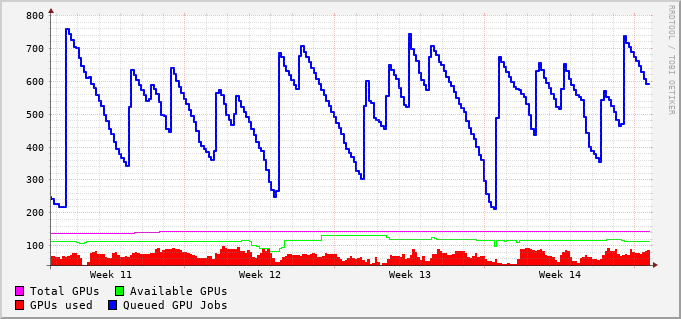 800
700
600
500
400
300
200
100
Week 11 Week 12 Week 13 Week 14
Total GPUs Available GPUs
GPUs used Queued GPU Jobs
RRDTOOL / TOBI OETIKER